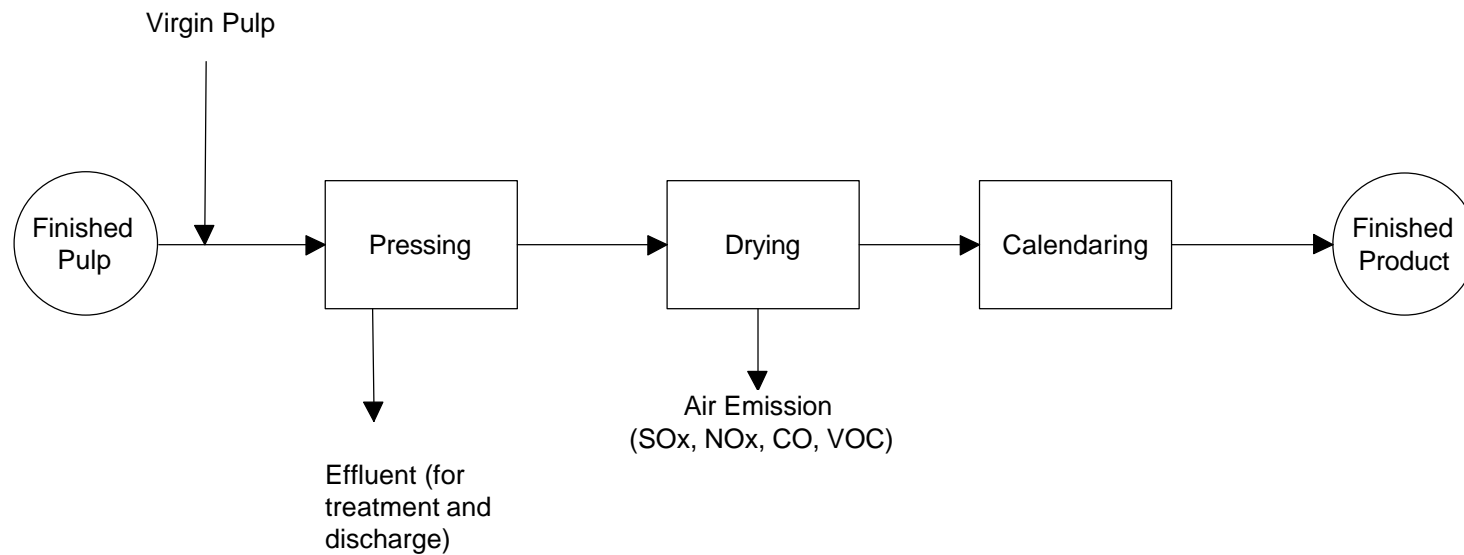 Virgin Pulp
Finished
Pulp
Pressing
Drying
Calendaring
Finished
Product
Air Emission
(SOx, NOx, CO, VOC)
Effluent (for
treatment and
discharge)